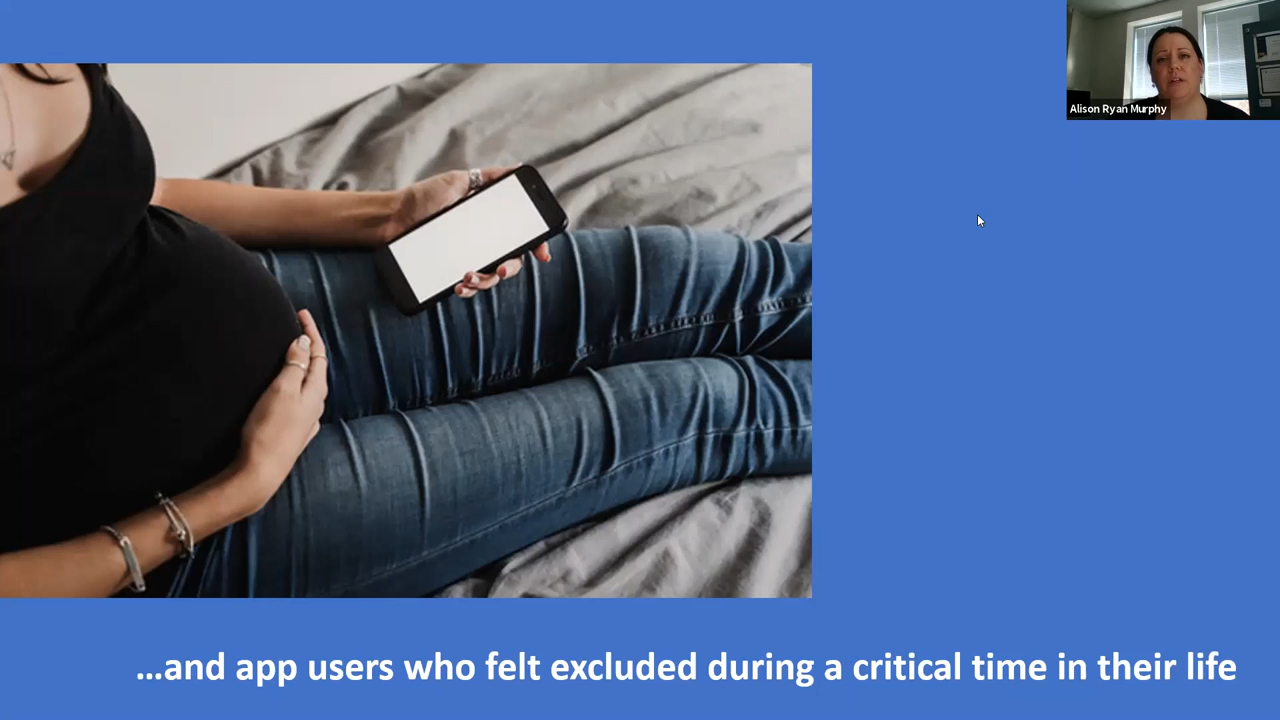 Alison Ryan Murphy
...and app users who felt excluded during a critical time in their life